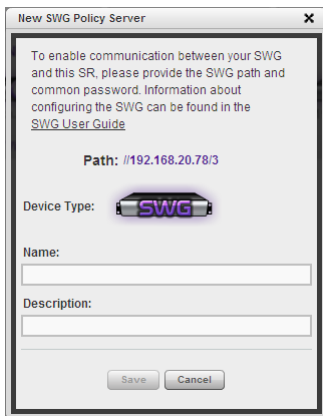 New SWG Policy Server
To enable communication between your SWG
and this SR, please provide the SWG path and
common password. Information about
configuring the SWG can be found in the
SWG User Guide
Path: //192.168.20.78/3
Device Type: SWG
Name:
Description:
Save Cancel